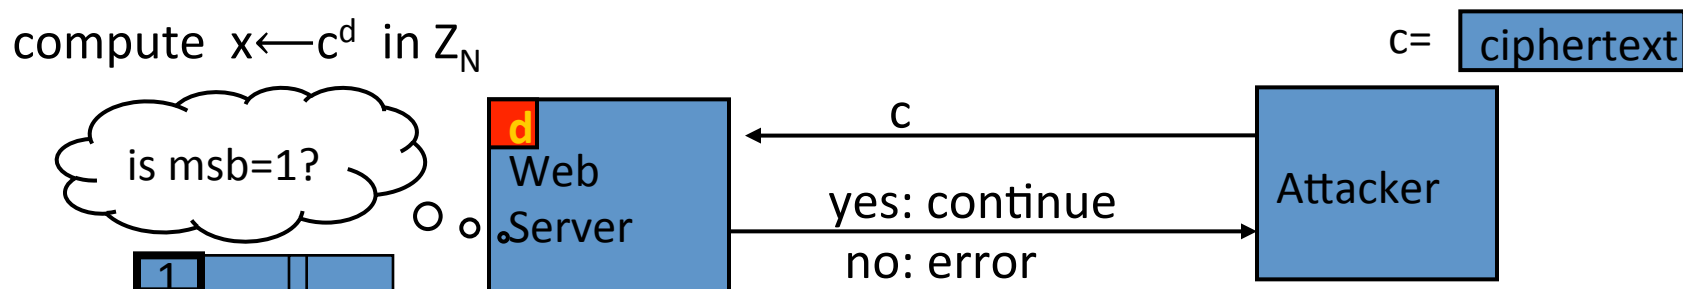 compute x←c^d in Z_N
c= ciphertext
is msb=1?
d
Web
Server
c
yes: continue
no: error
Attacker
1